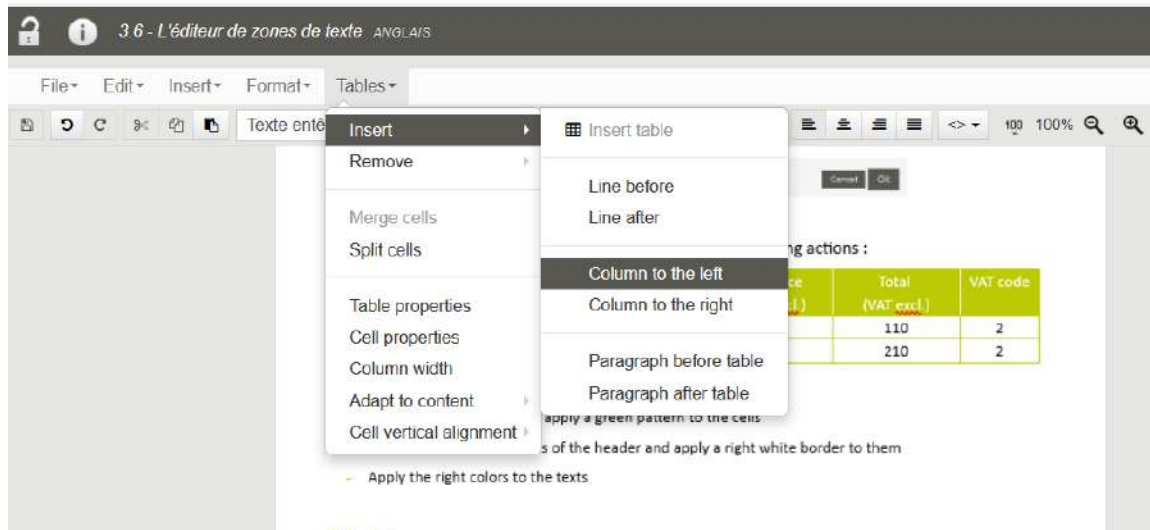 3.6 - L'éditeur de zones de texte ANGLAIS
File Edit Insert Format Tables
Texte entê 100 100%
Insert
Remove
Merge cells
Split cells
Table properties
Cell properties
Column width
Adapt to content
Cell vertical alignment
Insert table
Line before
Line after
Column to the left
Column to the right
Paragraph before table
Paragraph after table
Cancel OK
ng actions :
ce Total VAT code
cl.) (VAT excl.)
110 2
210 2
apply a green pattern to the cells
s of the header and apply a right white border to them
- Apply the right colors to the texts